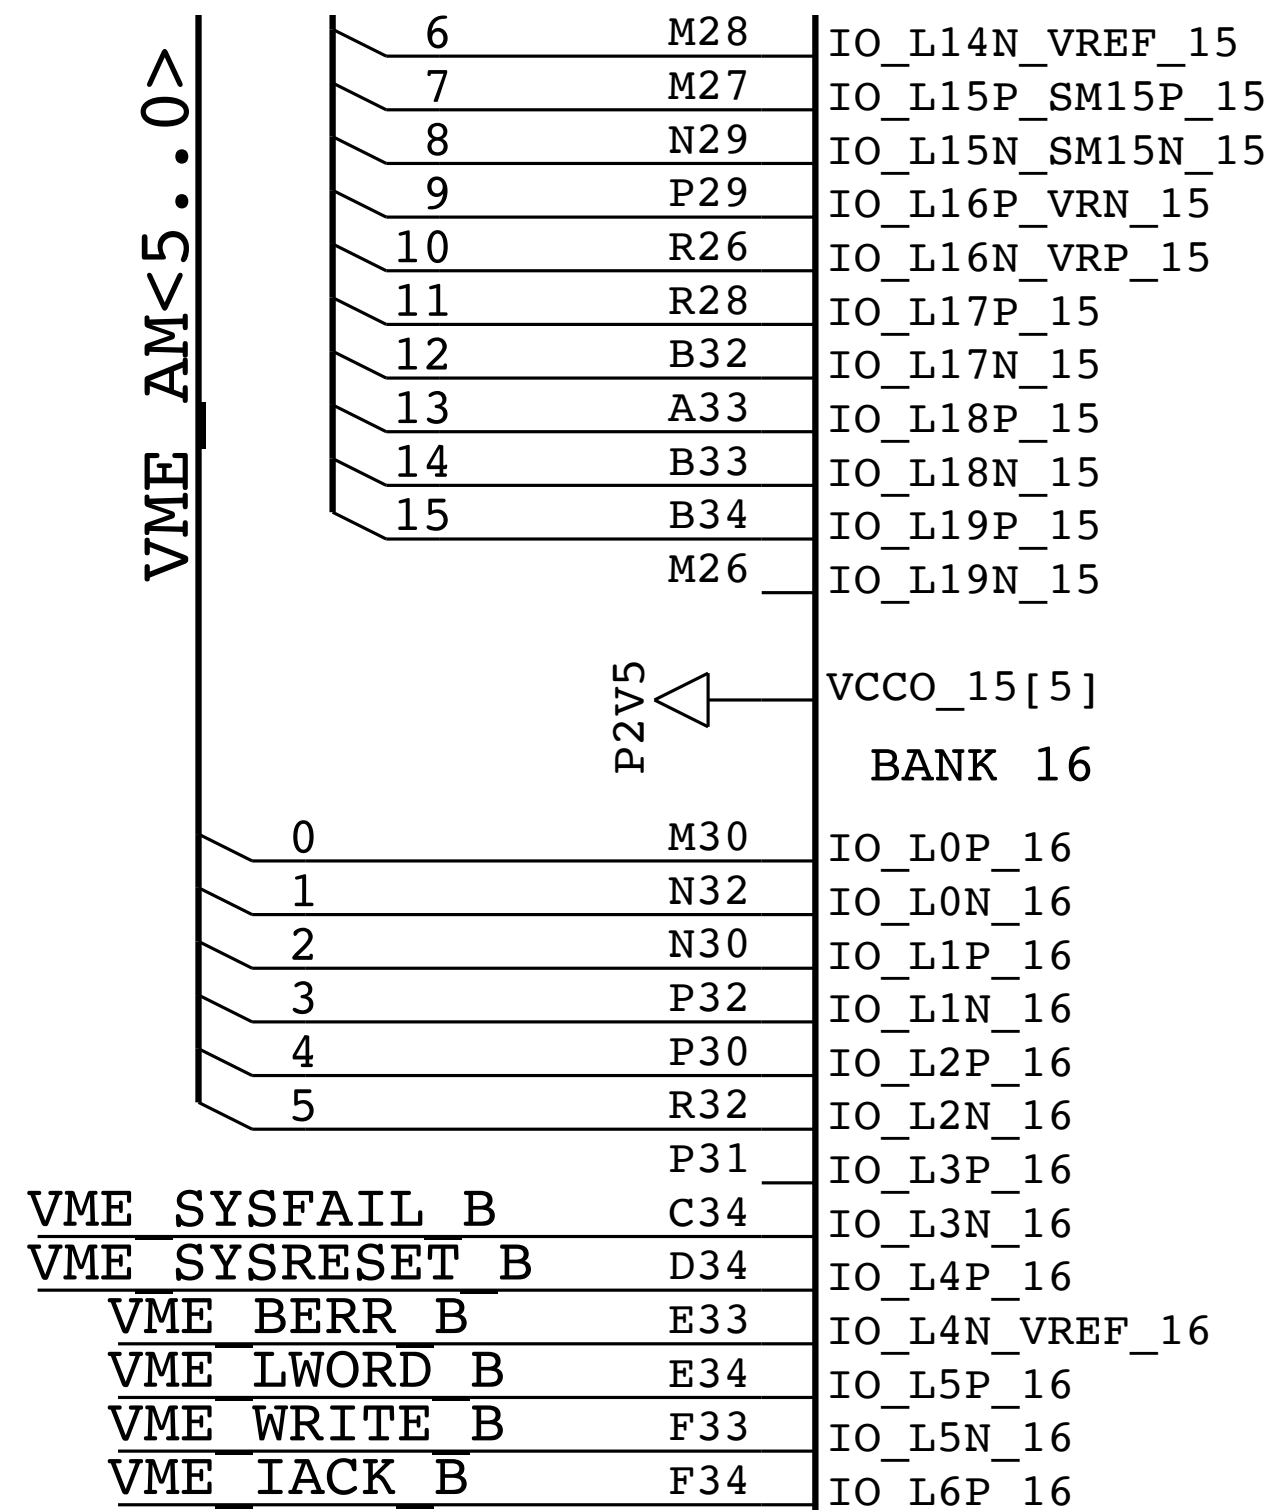 VME_AM<5..0>
6 M28 IO_L14N_VREF_15
7 M27 IO_L15P_SM15P_15
8 N29 IO_L15N_SM15N_15
9 P29 IO_L16P_VRN_15
10 R26 IO_L16N_VRP_15
11 R28 IO_L17P_15
12 B32 IO_L17N_15
13 A33 IO_L18P_15
14 B33 IO_L18N_15
15 B34 IO_L19P_15
M26 IO_L19N_15
P2V5 VCCO_15[5]
BANK 16
0 M30 IO_L0P_16
1 N32 IO_L0N_16
2 N30 IO_L1P_16
3 P32 IO_L1N_16
4 P30 IO_L2P_16
5 R32 IO_L2N_16
P31 IO_L3P_16
VME_SYSFAIL_B C34 IO_L3N_16
VME_SYSRESET_B D34 IO_L4P_16
VME_BERR_B E33 IO_L4N_VREF_16
VME_LWORD_B E34 IO_L5P_16
VME_WRITE_B F33 IO_L5N_16
VME_IACK_B F34 IO_L6P_16